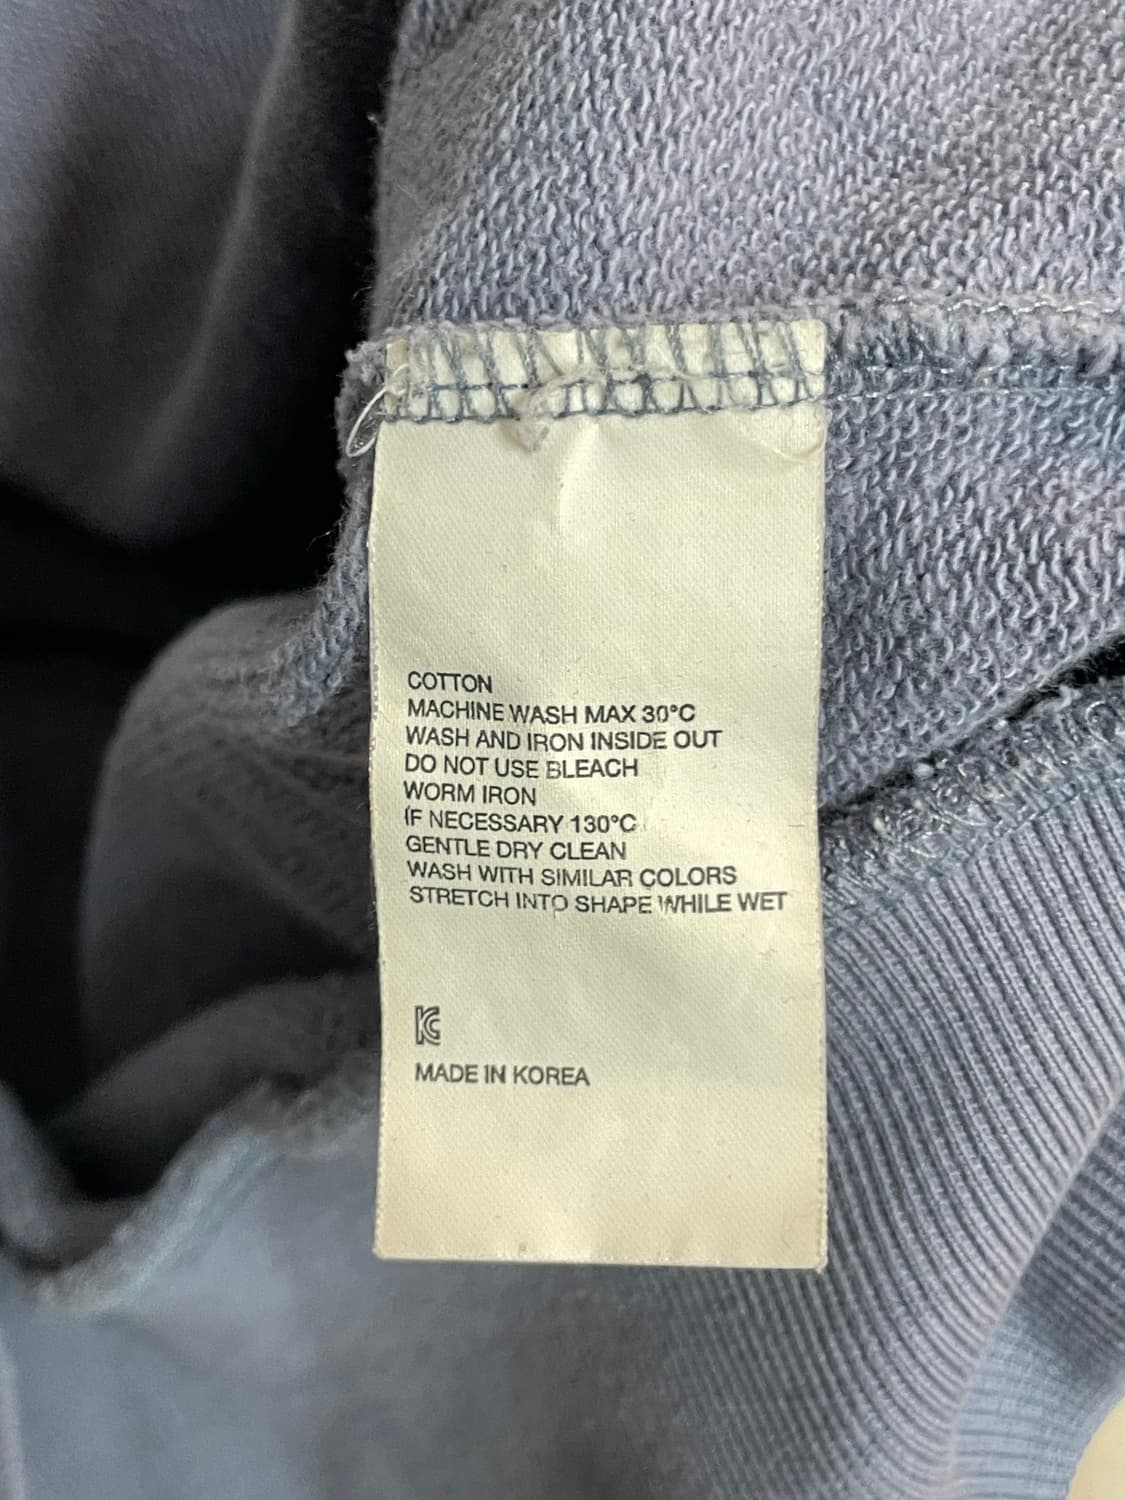 COTTON
MACHINE WASH MAX 30°C
WASH AND IRON INSIDE OUT
DO NOT USE BLEACH
WORM IRON
IF NECESSARY 130°C
GENTLE DRY CLEAN
WASH WITH SIMILAR COLORS
STRETCH INTO SHAPE WHILE WET
KC
MADE IN KOREA